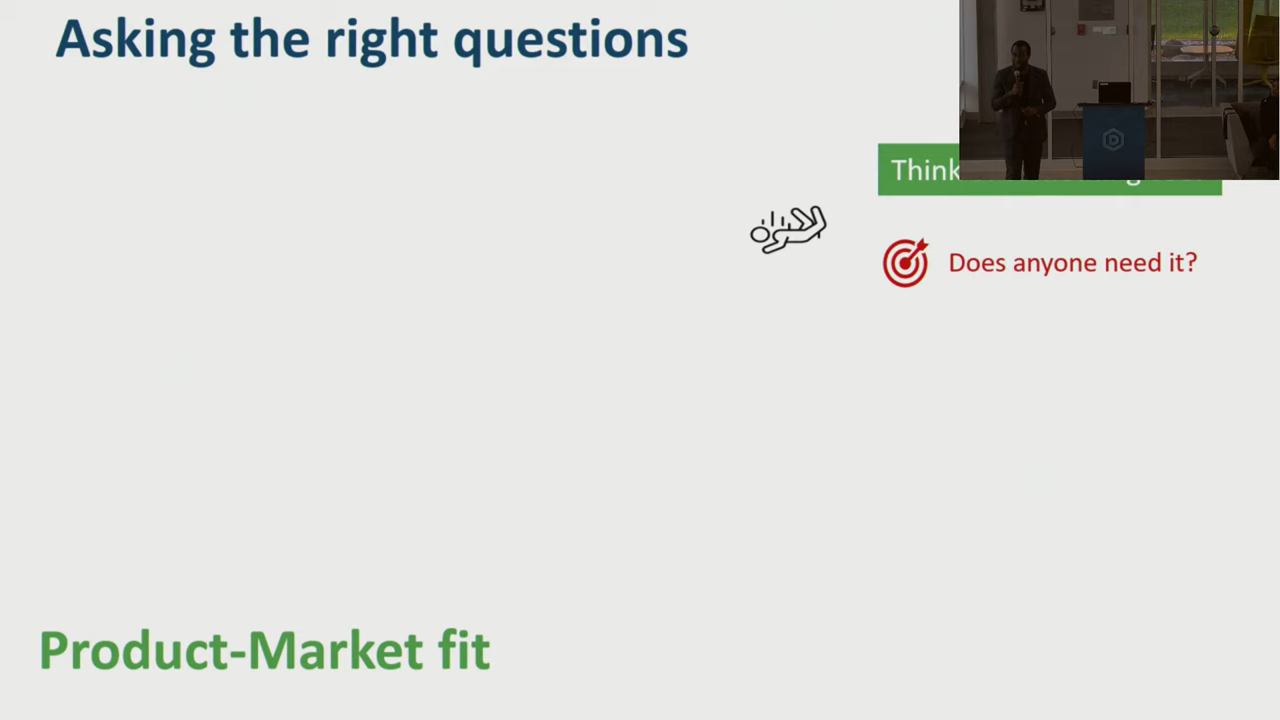 Asking the right questions
Think
Does anyone need it?
Product-Market fit